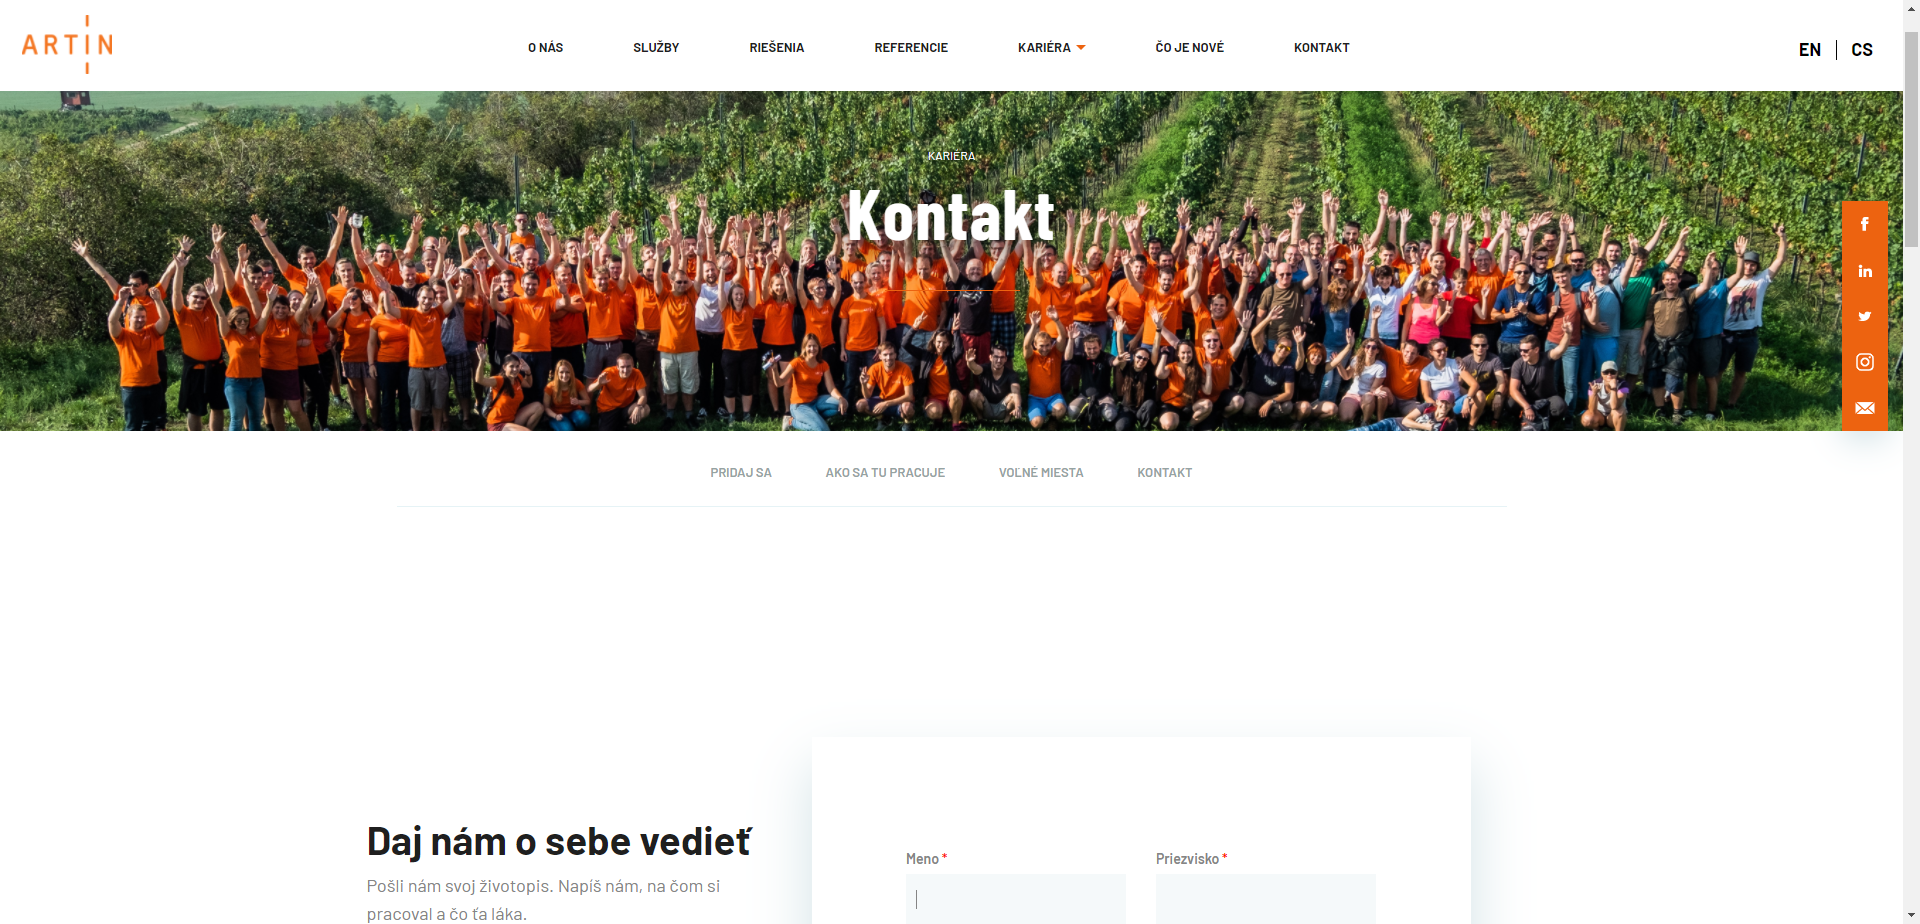 ARTIN
O NÁS
SLUŽBY
RIEŠENIA
REFERENCIE
KARIÉRA
ČO JE NOVÉ
KONTAKT
EN
CS
KARIÉRA
Kontakt
PRIDAJ SA
AKO SA TU PRACUJE
VOĽNÉ MIESTA
KONTAKT
Daj nám o sebe vedieť
Pošli nám svoj životopis. Napíš nám, na čom si
pracoval a čo ťa láka.
Meno *
Priezvisko *